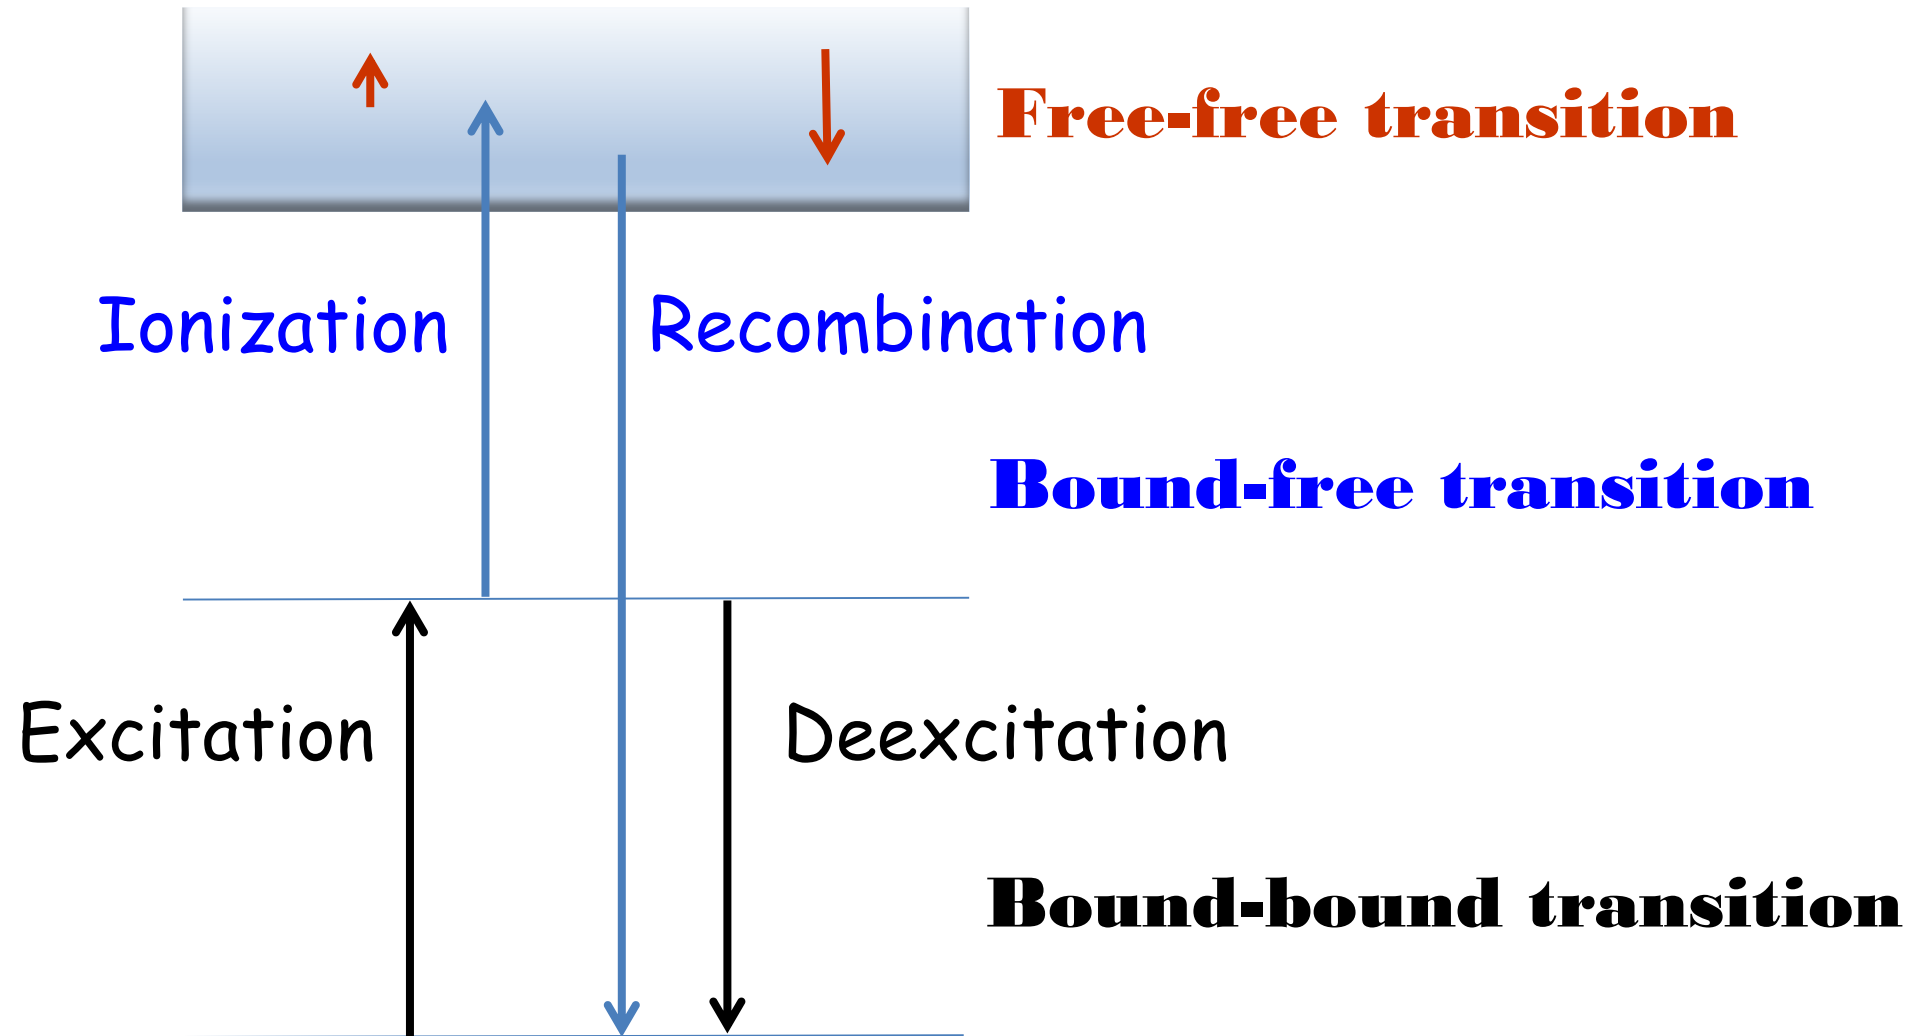 Free-free transition
Ionization
Recombination
Bound-free transition
Excitation
Deexcitation
Bound-bound transition